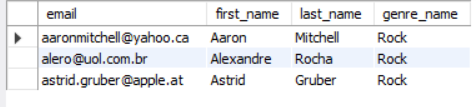 email first_name last_name genre_name
aaronmitchell@yahoo.ca Aaron Mitchell Rock
alero@uol.com.br Alexandre Rocha Rock
astrid.gruber@apple.at Astrid Gruber Rock